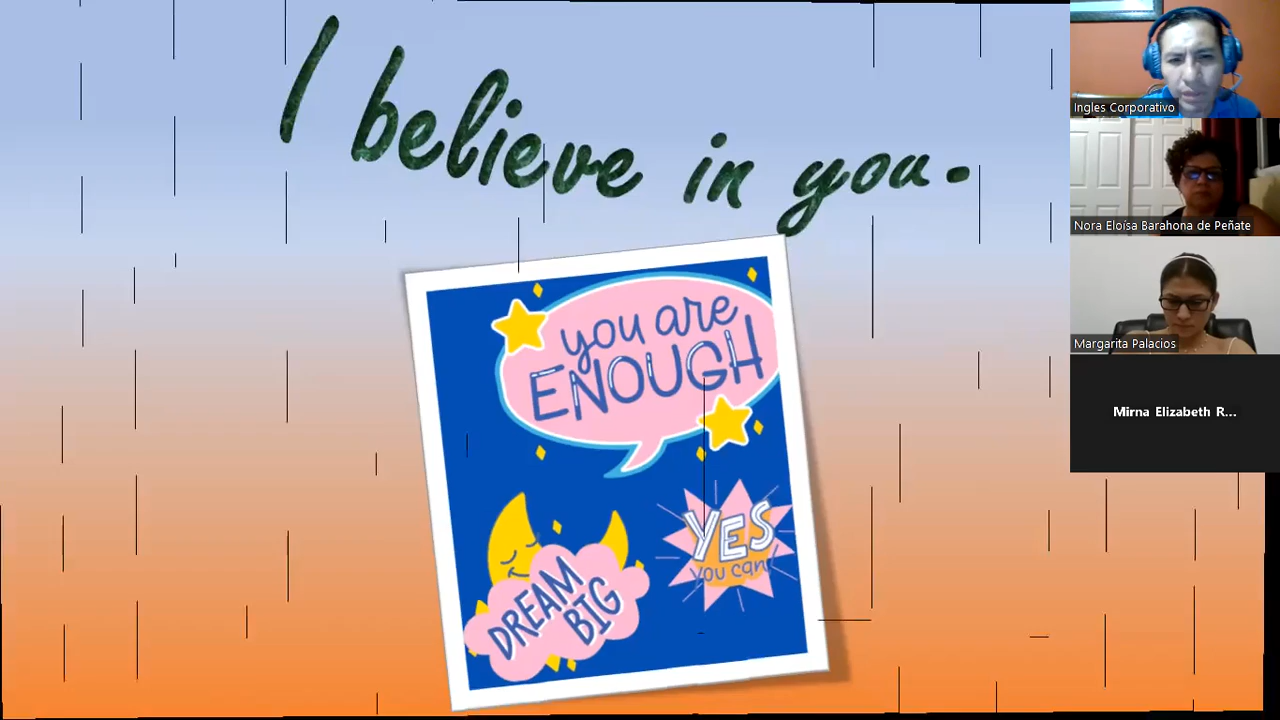 I believe in you.
you are
ENOUGH
YES
you can
DREAM
BIG
Ingles Corporativo
Nora Eloísa Barahona de Peñate
Margarita Palacios
Mirna Elizabeth R...